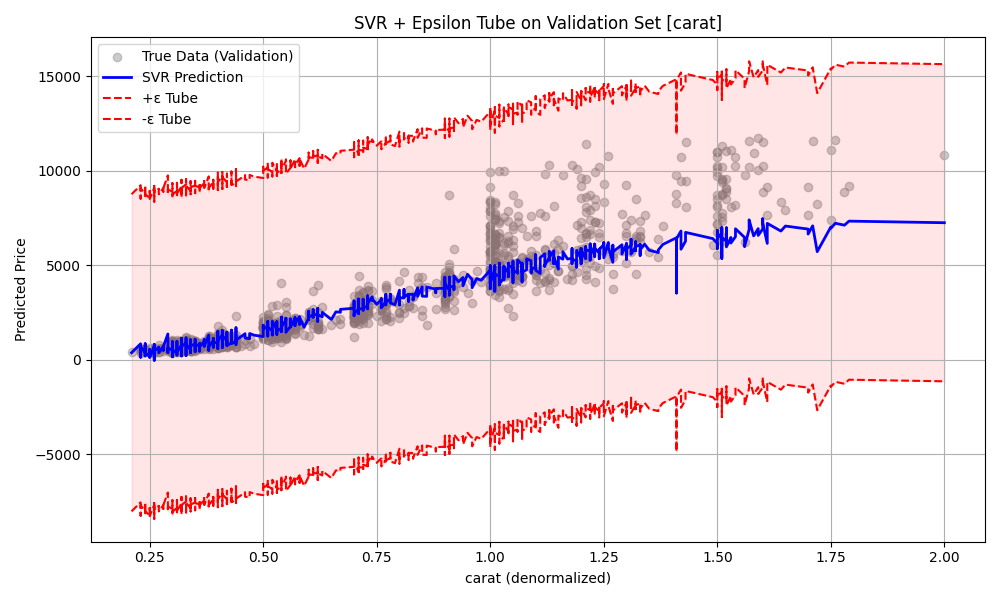 SVR + Epsilon Tube on Validation Set [carat]
True Data (Validation)
SVR Prediction
+ε Tube
-ε Tube
Predicted Price
15000
12500
10000
5000
0
−5000
0.25
0.50
0.75
1.00
1.25
1.50
1.75
2.00
carat (denormalized)